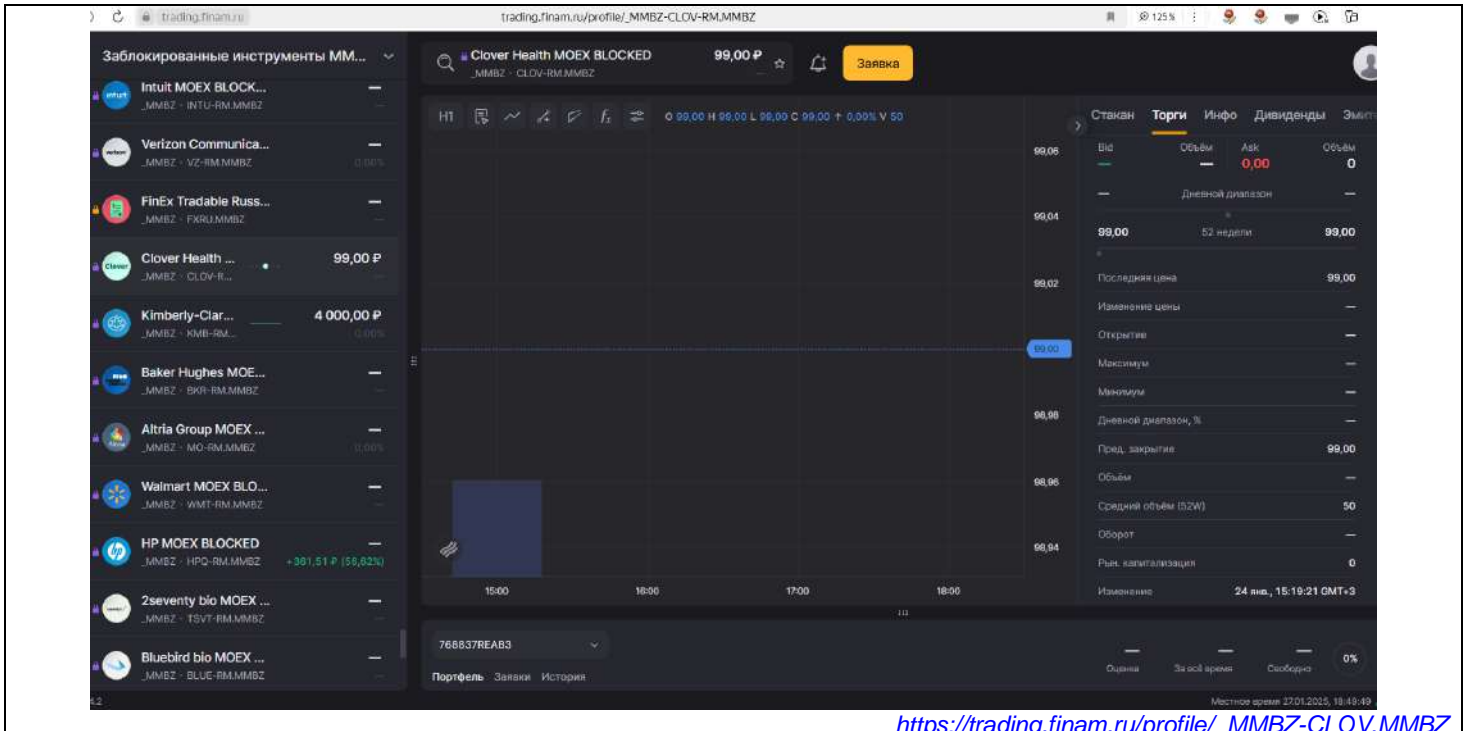 trading.finam.ru
trading.finam.ru/profile/_MMBZ-CLOV-RM.MMBZ
125 %
Заблокированные инструменты MM...
Intuit MOEX BLOCK...
_MMBZ · INTU-RM.MMBZ
—
Verizon Communica...
_MMBZ · VZ-RM.MMBZ
—
0,00%
FinEx Tradable Russ...
_MMBZ · FXRU.MMBZ
—
Clover Health ...
_MMBZ · CLOV-R...
99,00 ₽
Kimberly-Clar...
_MMBZ · KMB-RM...
4 000,00 ₽
0,00%
Baker Hughes MOE...
_MMBZ · BKR-RM.MMBZ
—
Altria Group MOEX ...
_MMBZ · MO-RM.MMBZ
—
0,00%
Walmart MOEX BLO...
_MMBZ · WMT-RM.MMBZ
—
HP MOEX BLOCKED
_MMBZ · HPQ-RM.MMBZ
—
+361,51 ₽ (56,62%)
2seventy bio MOEX ...
_MMBZ · TSVT-RM.MMBZ
—
Bluebird bio MOEX ...
_MMBZ · BLUE-RM.MMBZ
—
Clover Health MOEX BLOCKED
_MMBZ · CLOV-RM.MMBZ
99,00 ₽
Заявка
H1
O 99,00 H 99,00 L 99,00 C 99,00 ↑ 0,00% V 50
99,06
99,04
99,02
99,00
98,98
98,96
98,94
15:00 16:00 17:00 18:00
Стакан Торги Инфо Дивиденды Эмит
Bid Объём Ask Объём
— — 0,00 0
— Дневной диапазон —
99,00 52 недели 99,00
Последняя цена 99,00
Изменение цены —
Открытие —
Максимум —
Минимум —
Дневной диапазон, % —
Пред. закрытие 99,00
Объём —
Средний объём (52W) 50
Оборот —
Рын. капитализация 0
Изменение 24 янв., 15:19:21 GMT+3
766837REAB3
Портфель Заявки История
— — — 0%
Оценка За всё время Свободно
Местное время 27.01.2025, 18:49:49
https://trading.finam.ru/profile/_MMBZ-CLOV.MMBZ